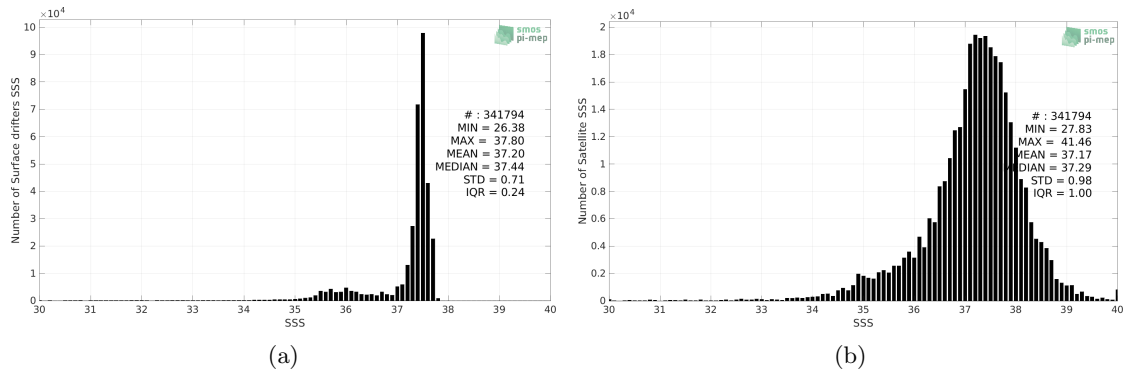 ×10⁴
10
9
8
7
6
5
4
3
2
1
0
Number of Surface drifters SSS
smos
pi-mep
# : 341794
MIN = 26.38
MAX = 37.80
MEAN = 37.20
MEDIAN = 37.44
STD = 0.71
IQR = 0.24
30 31 32 33 34 35 36 37 38 39 40
SSS
(a)
×10⁴
2
1.8
1.6
1.4
1.2
1
0.8
0.6
0.4
0.2
0
Number of Satellite SSS
smos
pi-mep
# : 341794
MIN = 27.83
MAX = 41.46
MEAN = 37.17
MEDIAN = 37.29
STD = 0.98
IQR = 1.00
30 31 32 33 34 35 36 37 38 39 40
SSS
(b)